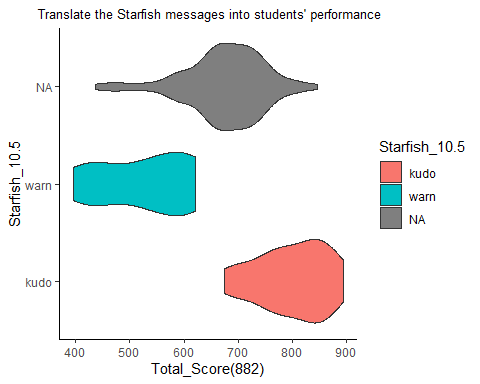 Translate the Starfish messages into students' performance
Starfish_10.5
NA
warn
kudo
400 500 600 700 800 900
Total_Score(882)
Starfish_10.5
kudo
warn
NA